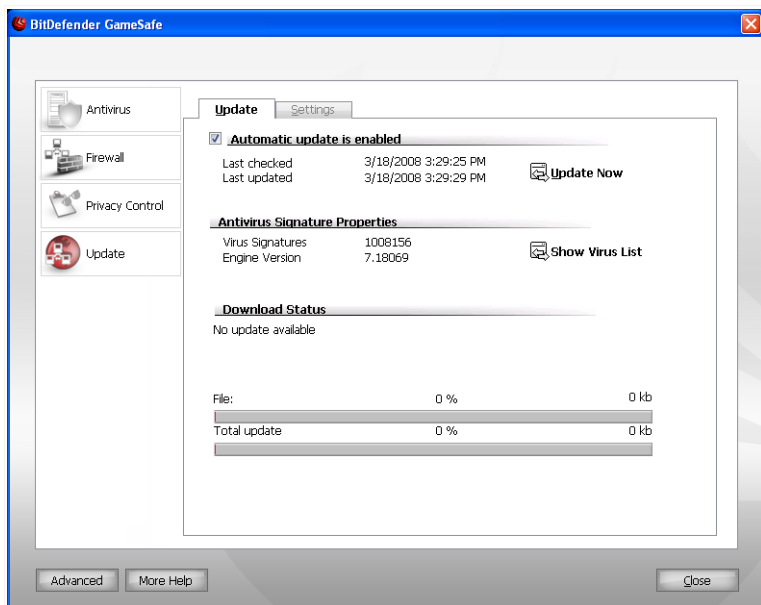 BitDefender GameSafe
Antivirus
Firewall
Privacy Control
Update
Update Settings
Automatic update is enabled
Last checked 3/18/2008 3:29:25 PM
Last updated 3/18/2008 3:29:29 PM
Update Now
Antivirus Signature Properties
Virus Signatures 1008156
Engine Version 7.18069
Show Virus List
Download Status
No update available
File: 0 % 0 kb
Total update 0 % 0 kb
Advanced More Help Close